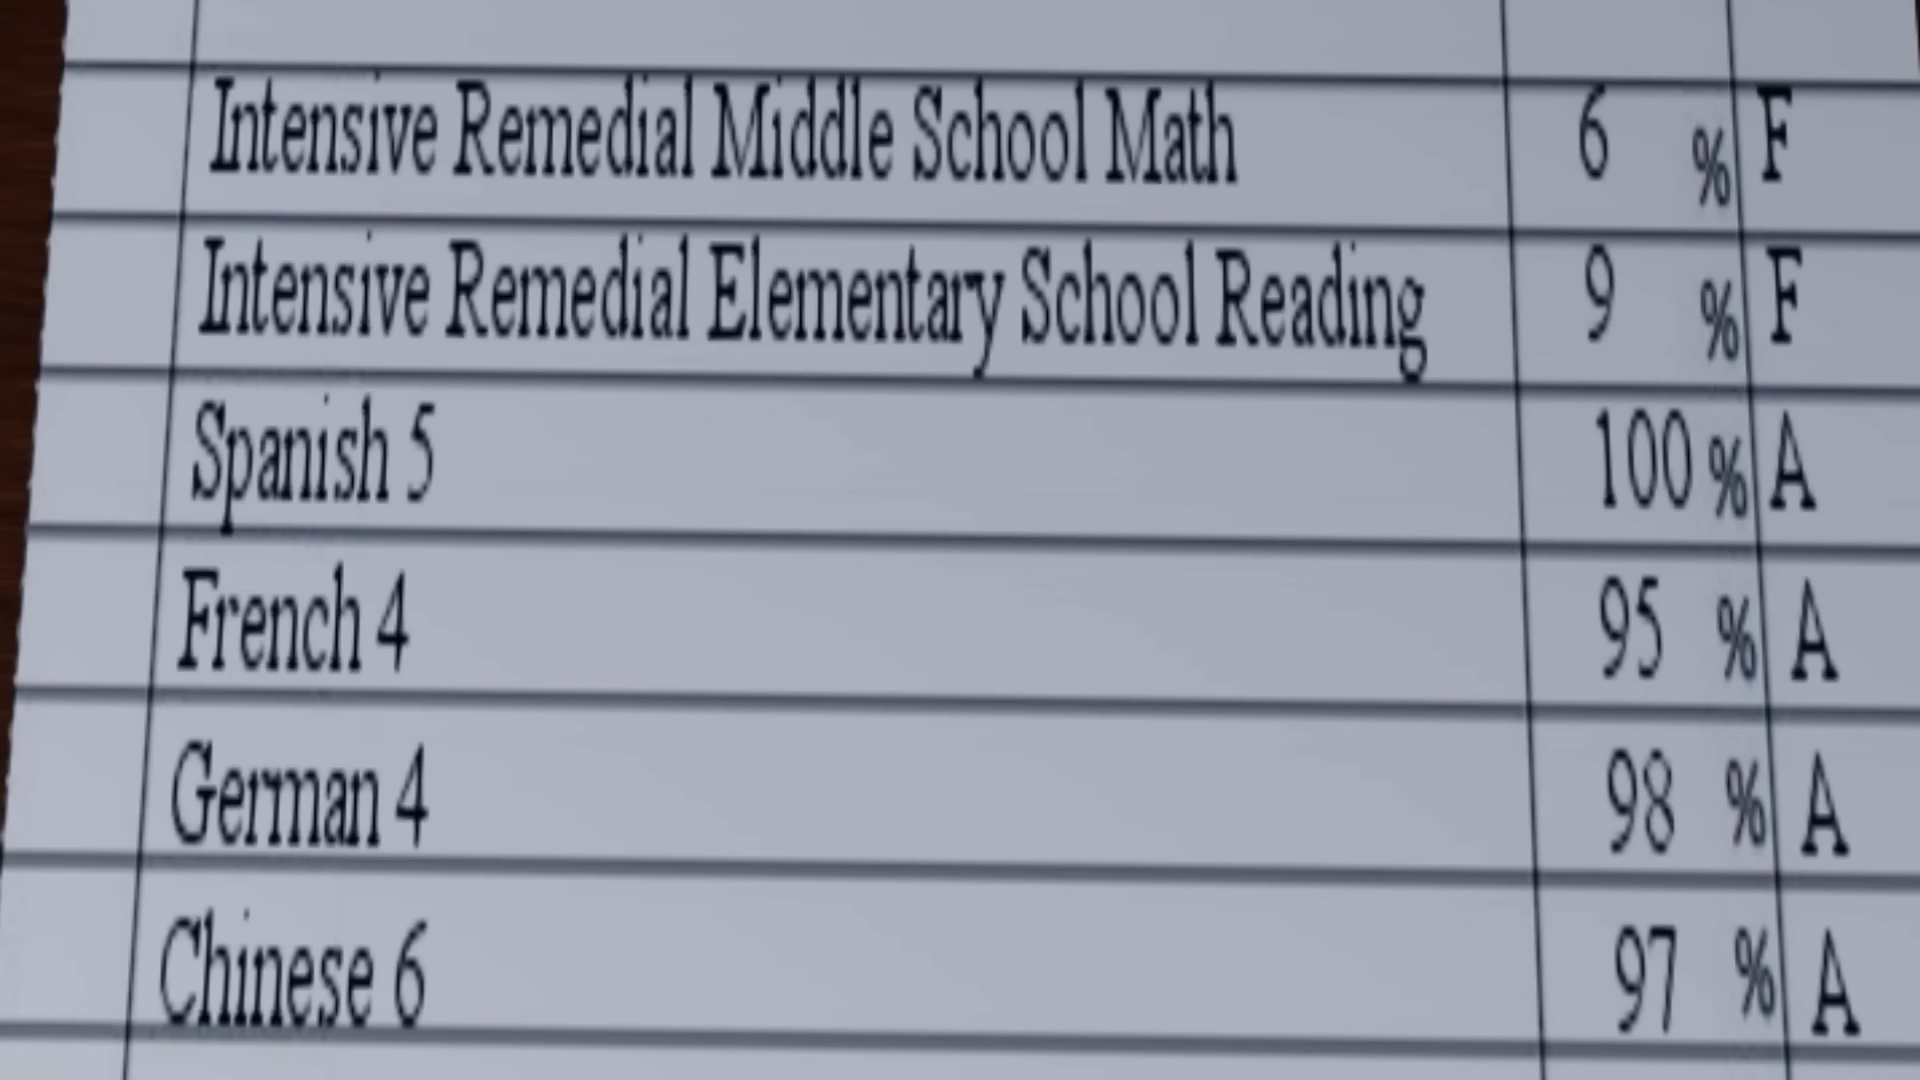 Intensive Remedial Middle School Math 6 % F
Intensive Remedial Elementary School Reading 9 % F
Spanish 5 100 % A
French 4 95 % A
German 4 98 % A
Chinese 6 97 % A